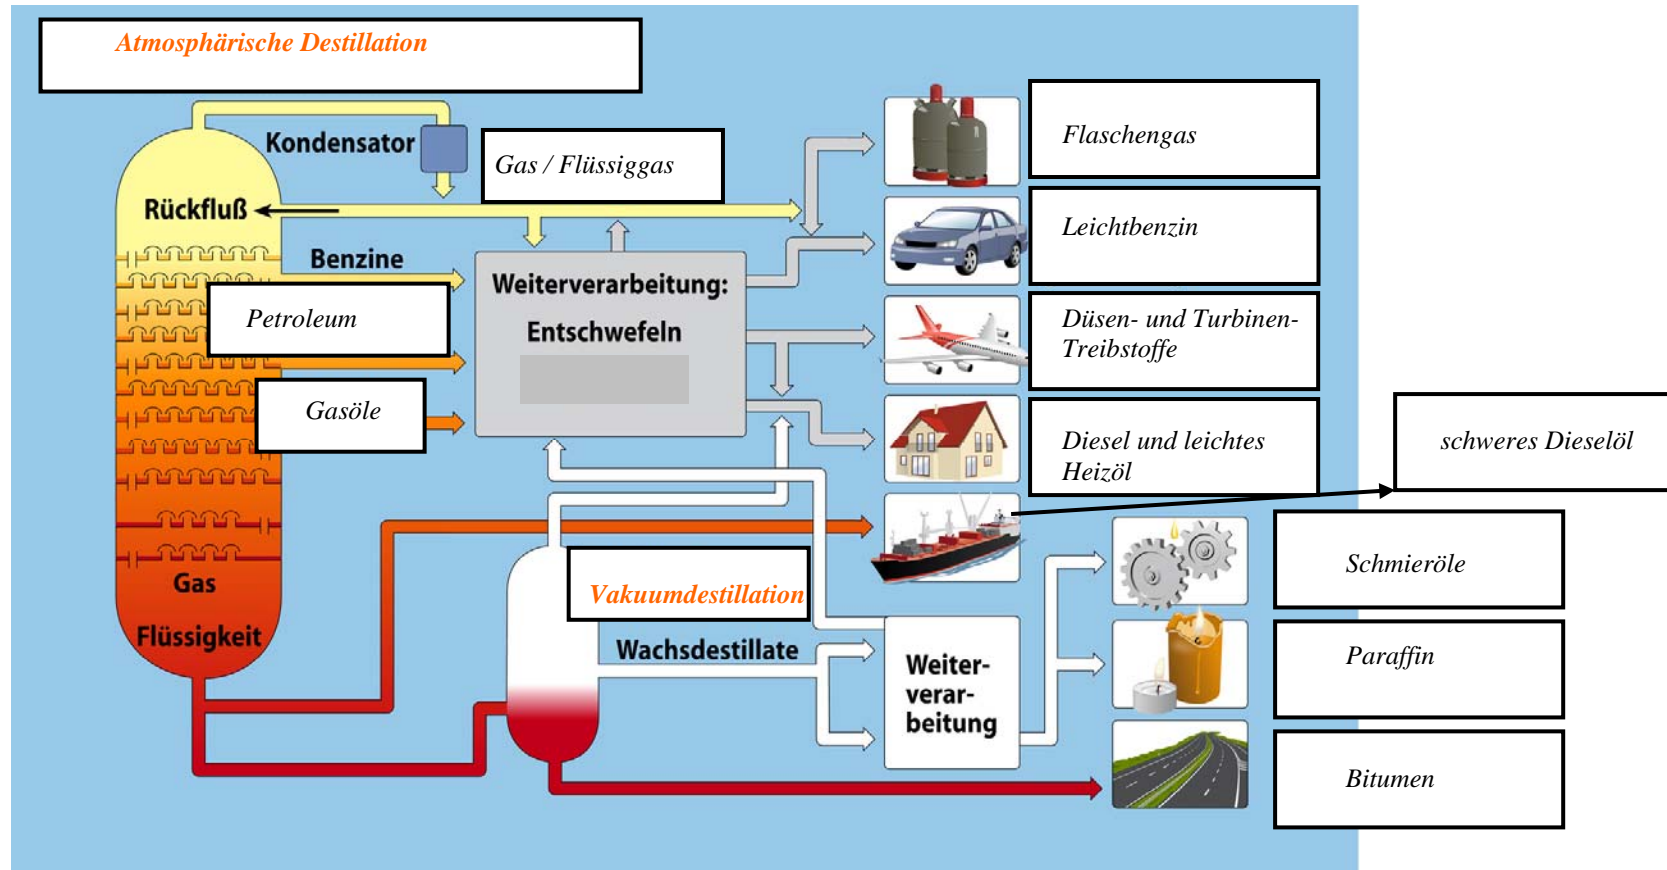 Atmosphärische Destillation
Kondensator
Gas / Flüssiggas
Flaschengas
Rückfluß
Leichtbenzin
Benzine
Weiterverarbeitung:
Entschwefeln
Petroleum
Düsen- und Turbinen-
Treibstoffe
Gasöle
Diesel und leichtes
Heizöl
schweres Dieselöl
Gas
Flüssigkeit
Vakuumdestillation
Schmieröle
Wachsdestillate
Weiter-
verar-
beitung
Paraffin
Bitumen